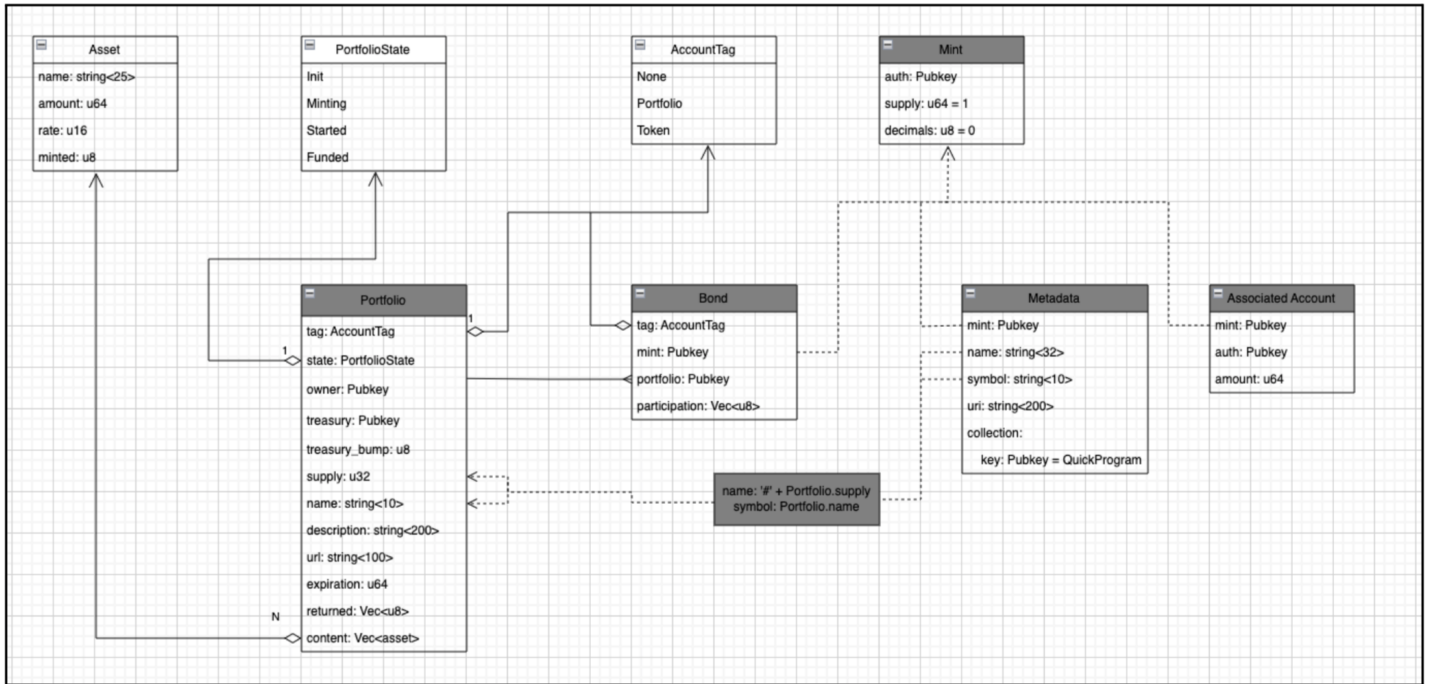 Asset
name: string<25>
amount: u64
rate: u16
minted: u8
PortfolioState
Init
Minting
Started
Funded
AccountTag
None
Portfolio
Token
Mint
auth: Pubkey
supply: u64 = 1
decimals: u8 = 0
Portfolio
tag: AccountTag
state: PortfolioState
owner: Pubkey
treasury: Pubkey
treasury_bump: u8
supply: u32
name: string<10>
description: string<200>
url: string<100>
expiration: u64
returned: Vec<u8>
content: Vec<asset>
1
1
N
Bond
tag: AccountTag
mint: Pubkey
portfolio: Pubkey
participation: Vec<u8>
Metadata
mint: Pubkey
name: string<32>
symbol: string<10>
uri: string<200>
collection:
key: Pubkey = QuickProgram
Associated Account
mint: Pubkey
auth: Pubkey
amount: u64
name: '#' + Portfolio.supply
symbol: Portfolio.name